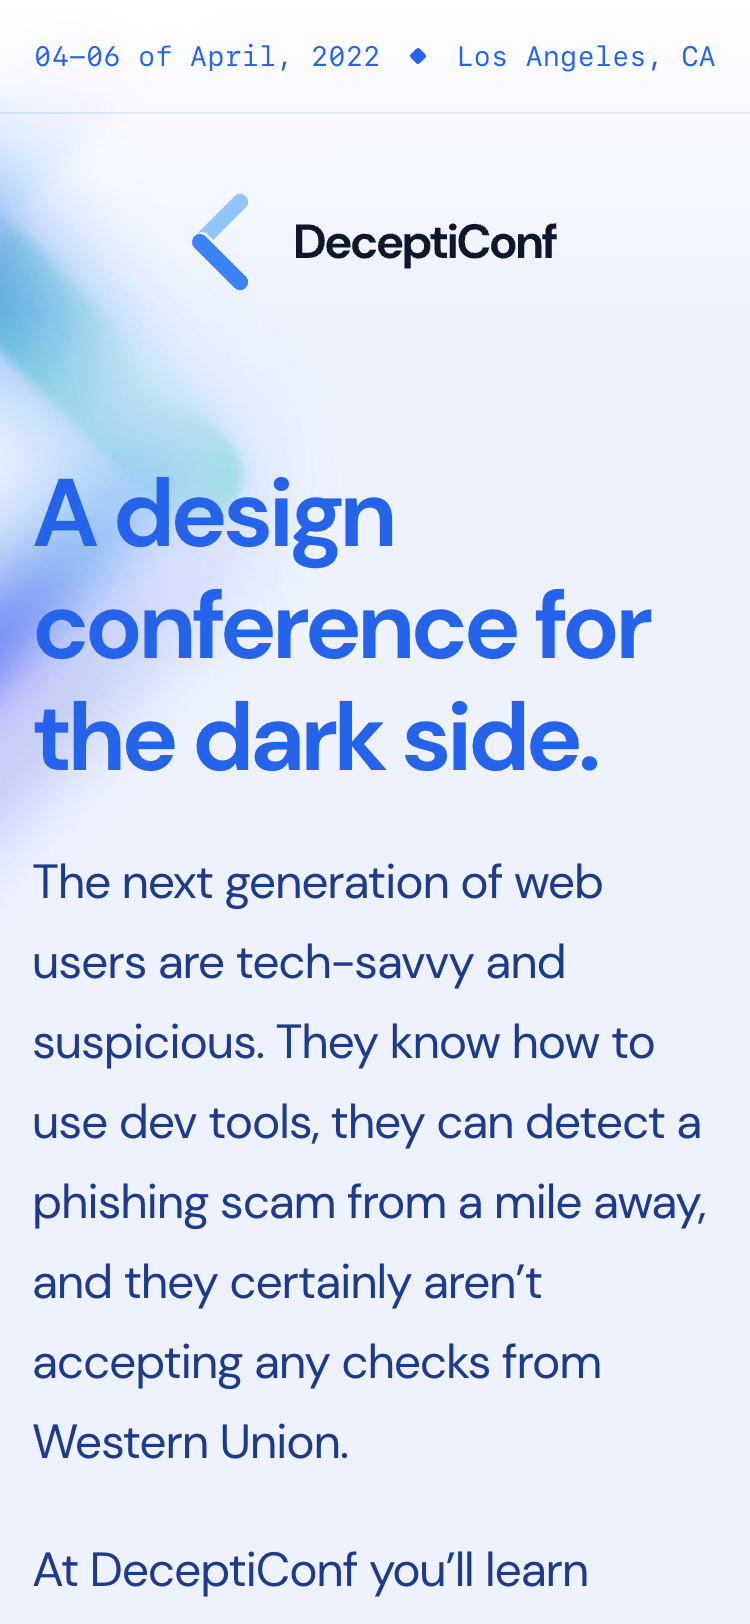 04–06 of April, 2022 ◆ Los Angeles, CA
DeceptiConf
A design
conference for
the dark side.
The next generation of web
users are tech-savvy and
suspicious. They know how to
use dev tools, they can detect a
phishing scam from a mile away,
and they certainly aren’t
accepting any checks from
Western Union.
At DeceptiConf you’ll learn